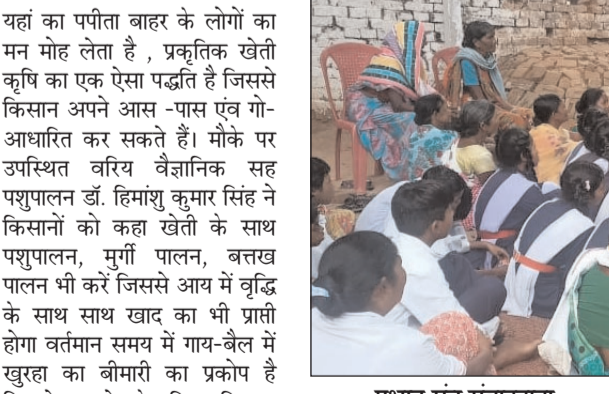 यहां का पपीता बाहर के लोगों का
मन मोह लेता है , प्रकृतिक खेती
कृषि का एक ऐसा पद्धति है जिससे
किसान अपने आस -पास एंव गो-
आधारित कर सकते हैं। मौके पर
उपस्थित वरिय वैज्ञानिक सह
पशुपालन डॉ. हिमांशु कुमार सिंह ने
किसानों को कहा खेती के साथ
पशुपालन, मुर्गी पालन, बत्तख
पालन भी करें जिससे आय में वृद्धि
के साथ साथ खाद का भी प्राप्ती
होगा वर्तमान समय में गाय-बैल में
खुरहा का बीमारी का प्रकोप है